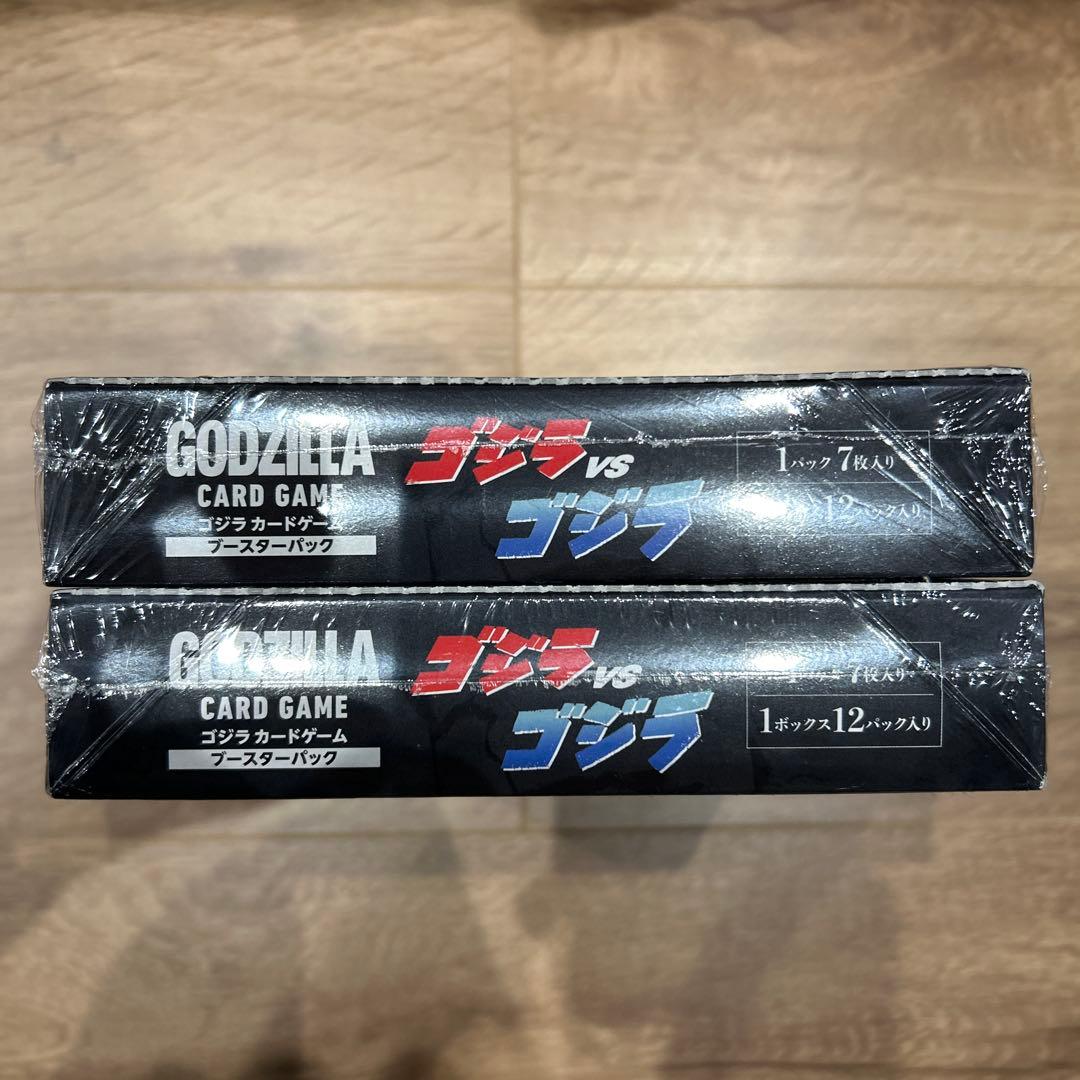 GODZILLA
CARD GAME
ゴジラ カードゲーム
ブースターパック
ゴジラ
VS
ゴジラ
1パック 7枚入り
12パック入り
GODZILLA
CARD GAME
ゴジラ カードゲーム
ブースターパック
ゴジラ
VS
ゴジラ
7枚入り
1ボックス12パック入り